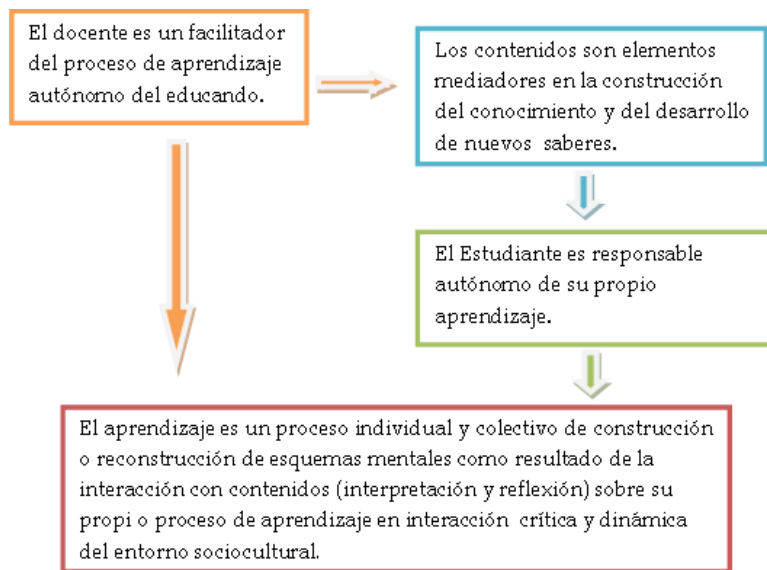 El docente es un facilitador
del proceso de aprendizaje
autónomo del educando.
Los contenidos son elementos
mediadores en la construcción
del conocimiento y del desarrollo
de nuevos saberes.
El Estudiante es responsable
autónomo de su propio
aprendizaje.
El aprendizaje es un proceso individual y colectivo de construcción
o reconstrucción de esquemas mentales como resultado de la
interacción con contenidos (interpretación y reflexión) sobre su
propi o proceso de aprendizaje en interacción crítica y dinámica
del entorno sociocultural.